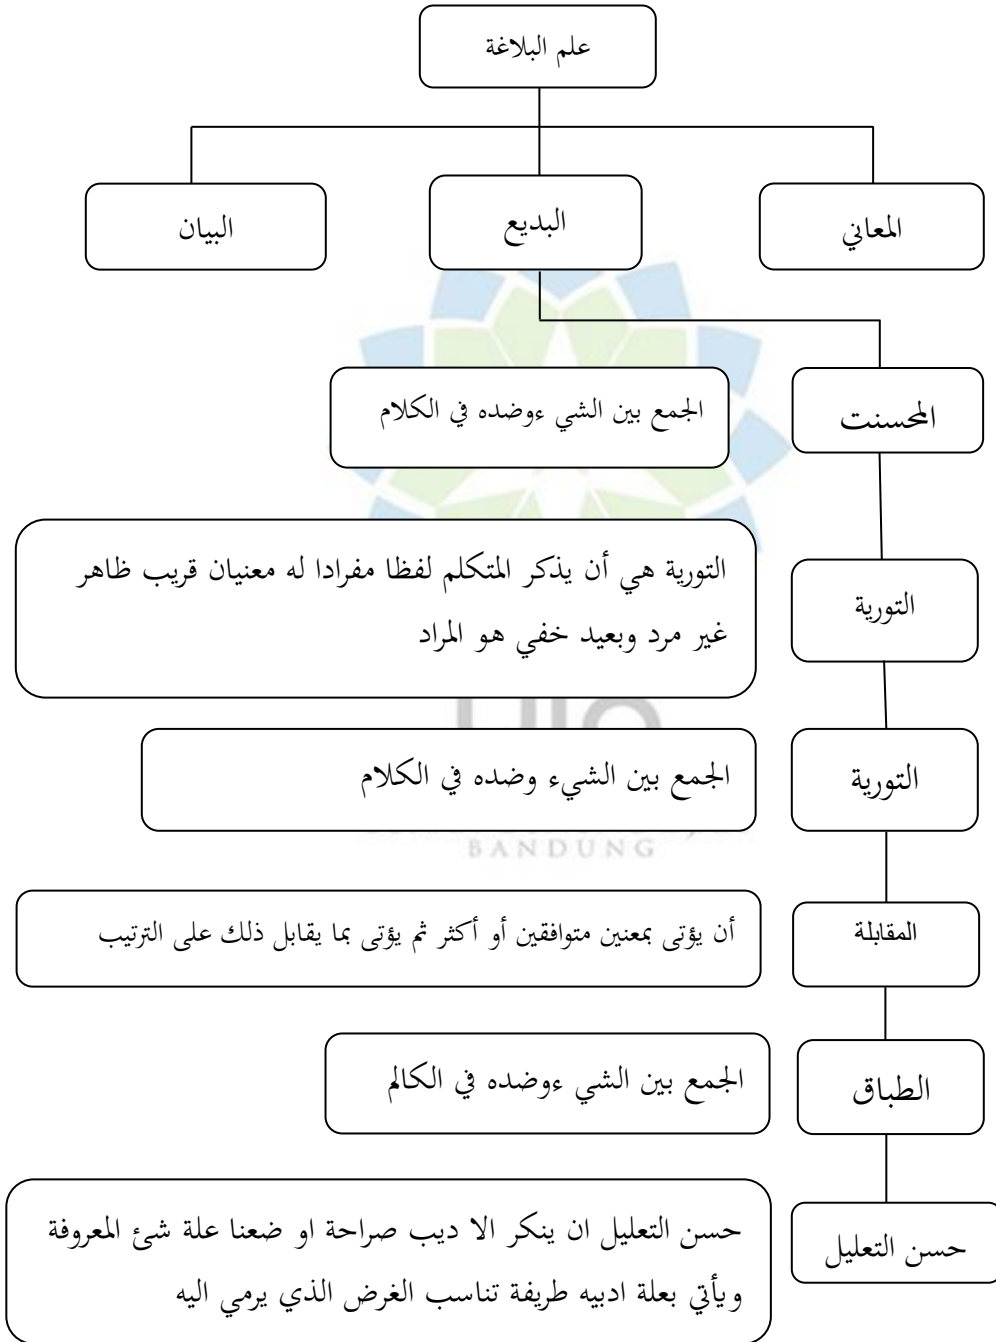 علم البلاغة
المعاني
البديع
البيان
المحسنت
الجمع بين الشي ءوضده في الكلام
التورية
التورية هي أن يذكر المتكلم لفظا مفرادا له معنيان قريب ظاهر
غير مرد وبعيد خفي هو المراد
التورية
الجمع بين الشيء وضده في الكلام
BANDUNG
المقابلة
أن يؤتى بمعنين متوافقين أو أكثر ثم يؤتى بما يقابل ذلك على الترتيب
الطباق
الجمع بين الشي ءوضده في الكالم
حسن التعليل
حسن التعليل ان ينكر الا ديب صراحة او ضعنا علة شئ المعروفة
ويأتي بعلة ادبيه طريفة تناسب الغرض الذي يرمي اليه